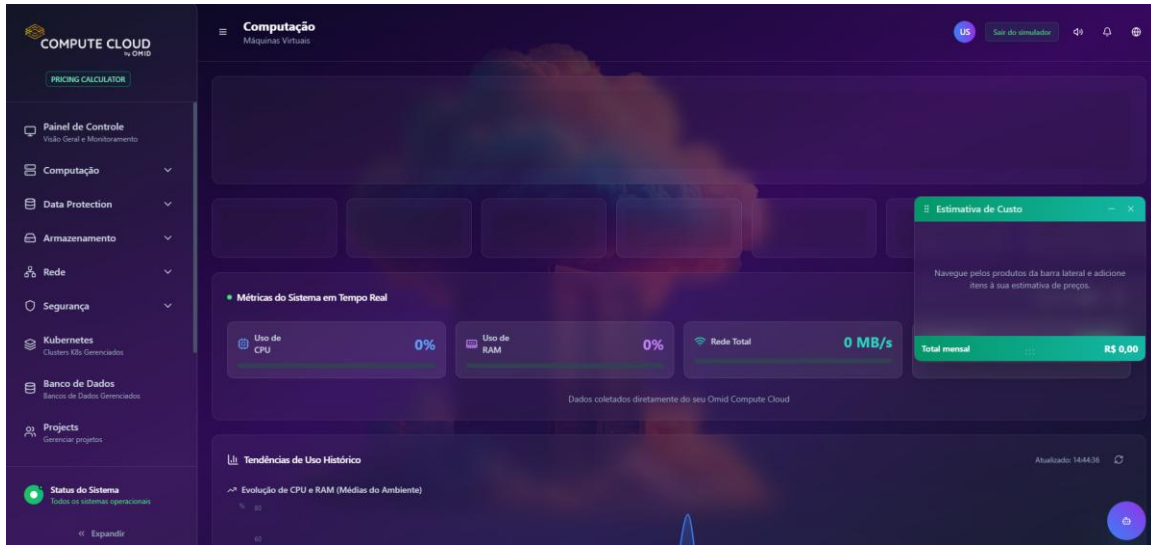 COMPUTE CLOUD
by OMID
PRICING CALCULATOR
Painel de Controle
Visão Geral e Monitoramento
Computação
Data Protection
Armazenamento
Rede
Segurança
Kubernetes
Clusters K8s Gerenciados
Banco de Dados
Bancos de Dados Gerenciados
Projects
Gerenciar projetos
Status do Sistema
Todos os sistemas operacionais
« Expandir
Computação
Máquinas Virtuais
US
Sair do simulador
Estimativa de Custo
Navegue pelos produtos da barra lateral e adicione
itens à sua estimativa de preços.
Total mensal R$ 0,00
Métricas do Sistema em Tempo Real
Uso de
CPU
0%
Uso de
RAM
0%
Rede Total
0 MB/s
Dados coletados diretamente do seu Omid Compute Cloud
Tendências de Uso Histórico
Atualizado: 14:44:36
Evolução de CPU e RAM (Médias do Ambiente)
%
80
60